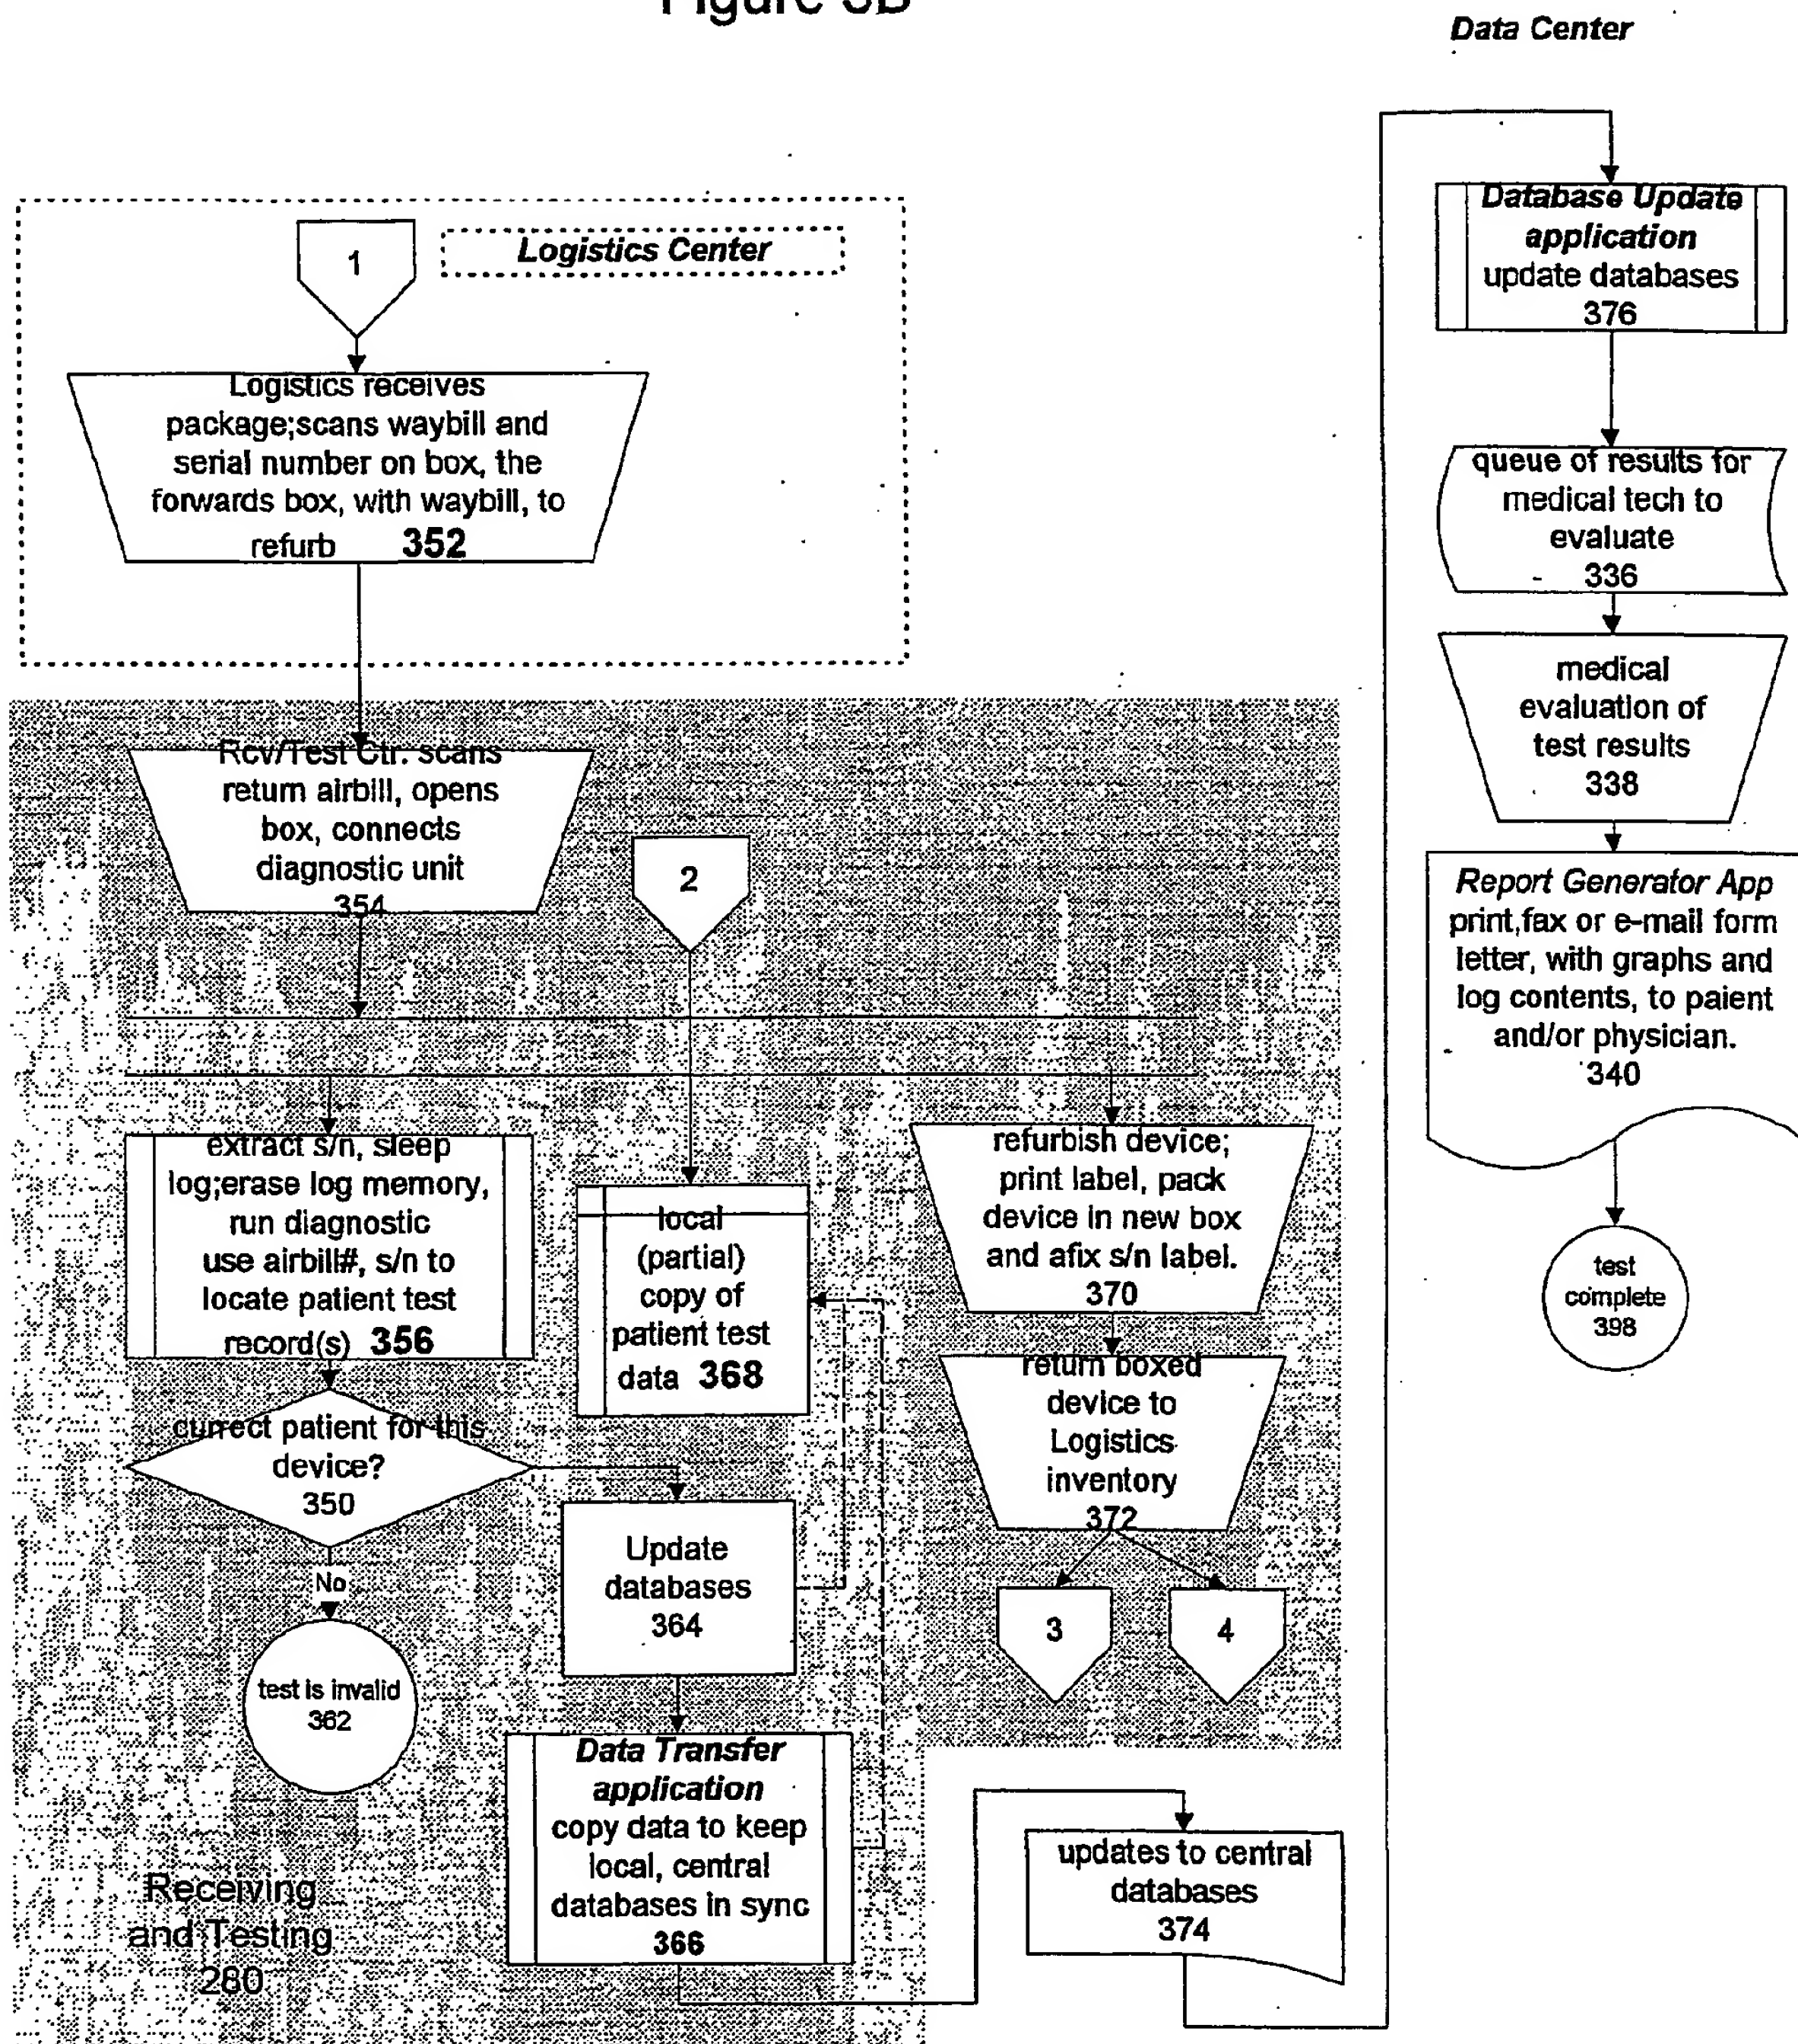 Figure 3B
Data Center
1
Logistics Center
Logistics receives
package;scans waybill and
serial number on box, the
forwards box, with waybill, to
refurb 352
Rcv/Test Ctr. scans
return airbill, opens
box, connects
diagnostic unit
354
2
extract s/n, sleep
log;erase log memory,
run diagnostic
use airbill#, s/n to
locate patient test
record(s) 356
currect patient for this
device?
350
No
test is invalid
362
local
(partial)
copy of
patient test
data 368
Update
databases
364
Data Transfer
application
copy data to keep
local, central
databases in sync
366
refurbish device;
print label, pack
device in new box
and afix s/n label.
370
return boxed
device to
Logistics
inventory
372
3
4
updates to central
databases
374
Receiving
and Testing
280
Database Update
application
update databases
376
queue of results for
medical tech to
evaluate
336
medical
evaluation of
test results
338
Report Generator App
print,fax or e-mail form
letter, with graphs and
log contents, to paient
and/or physician.
340
test
complete
398